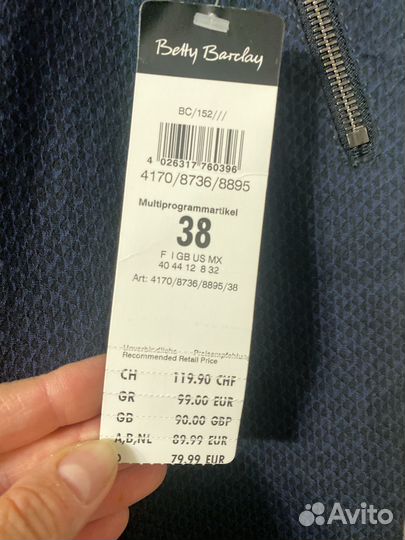 Betty Barclay
BC/152///
4 026317 760396
4170/8736/8895
Multiprogrammartikel
38
F I GB US MX
40 44 12 8 32
Art: 4170/8736/8895/38
Unverbindliche Preisempfehlung
Recommended Retail Price
CH 119.90 CHF
GR 99.00 EUR
GB 90.00 GBP
A,B,NL 89.99 EUR
D 79.99 EUR
Avito